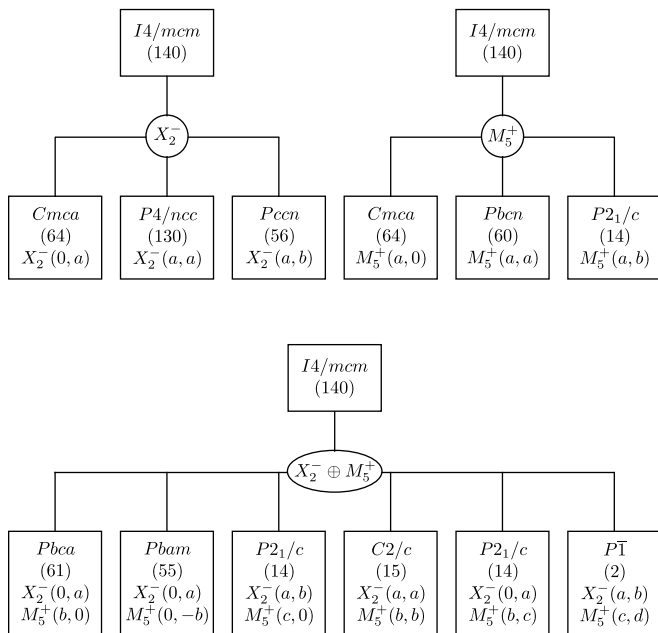 I4/mcm
(140)
X₂⁻
Cmca
(64)
X₂⁻(0, a)
P4/ncc
(130)
X₂⁻(a, a)
Pccn
(56)
X₂⁻(a, b)
I4/mcm
(140)
M₅⁺
Cmca
(64)
M₅⁺(a, 0)
Pbcn
(60)
M₅⁺(a, a)
P2₁/c
(14)
M₅⁺(a, b)
I4/mcm
(140)
X₂⁻ ⊕ M₅⁺
Pbca
(61)
X₂⁻(0, a)
M₅⁺(b, 0)
Pbam
(55)
X₂⁻(0, a)
M₅⁺(0, −b)
P2₁/c
(14)
X₂⁻(a, b)
M₅⁺(c, 0)
C2/c
(15)
X₂⁻(a, a)
M₅⁺(b, b)
P2₁/c
(14)
X₂⁻(0, a)
M₅⁺(b, c)
P1̅
(2)
X₂⁻(a, b)
M₅⁺(c, d)